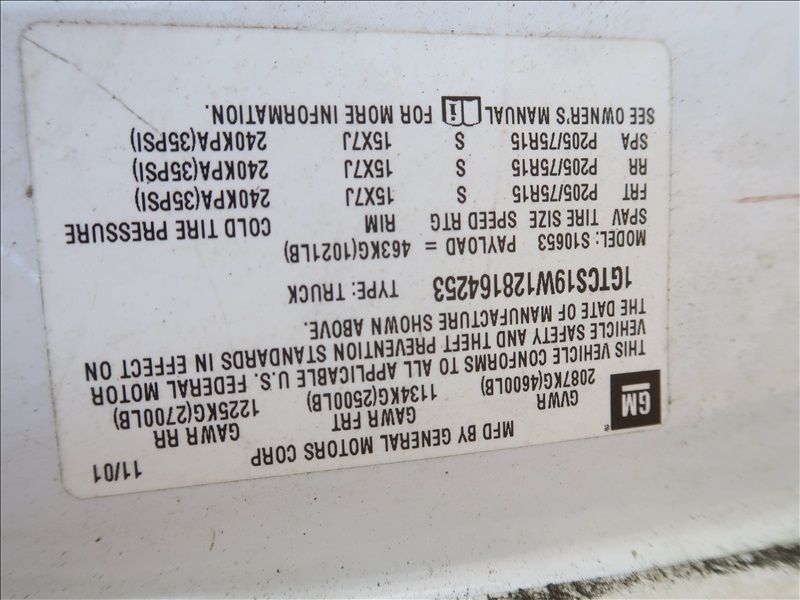 MFD BY GENERAL MOTORS CORP 11/01
GM
GVWR GAWR FRT GAWR RR
2087KG(4600LB) 1134KG(2500LB) 1225KG(2700LB)
THIS VEHICLE CONFORMS TO ALL APPLICABLE U.S. FEDERAL MOTOR
VEHICLE SAFETY AND THEFT PREVENTION STANDARDS IN EFFECT ON
THE DATE OF MANUFACTURE SHOWN ABOVE.
1GTCS19W128164253 TYPE: TRUCK
MODEL: S10653 PAYLOAD = 463KG(1021LB)
SPAV TIRE SIZE SPEED RTG RIM COLD TIRE PRESSURE
FRT P205/75R15 S 15X7J 240KPA(35PSI)
RR P205/75R15 S 15X7J 240KPA(35PSI)
SPA P205/75R15 S 15X7J 240KPA(35PSI)
SEE OWNER'S MANUAL i FOR MORE INFORMATION.